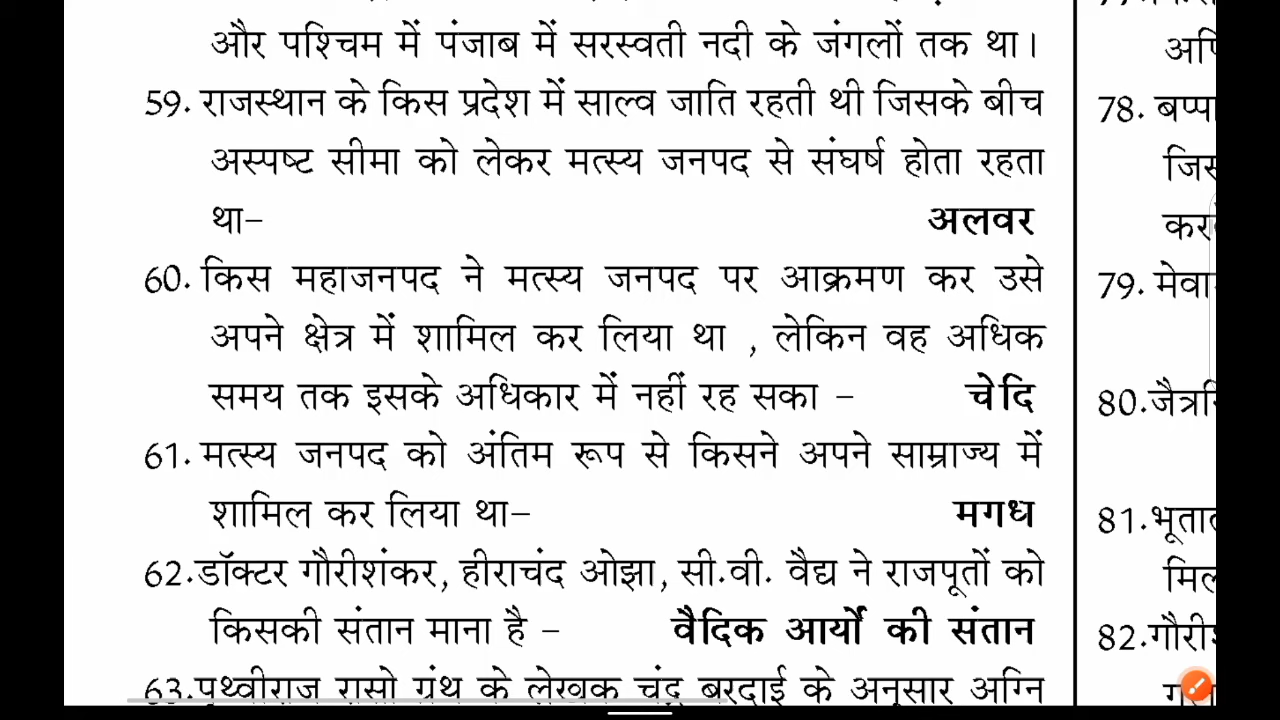 और पश्चिम में पंजाब में सरस्वती नदी के जंगलों तक था।
59. राजस्थान के किस प्रदेश में साल्व जाति रहती थी जिसके बीच
अस्पष्ट सीमा को लेकर मत्स्य जनपद से संघर्ष होता रहता
था- अलवर
60. किस महाजनपद ने मत्स्य जनपद पर आक्रमण कर उसे
अपने क्षेत्र में शामिल कर लिया था , लेकिन वह अधिक
समय तक इसके अधिकार में नहीं रह सका - चेदि
61. मत्स्य जनपद को अंतिम रूप से किसने अपने साम्राज्य में
शामिल कर लिया था- मगध
62.डॉक्टर गौरीशंकर, हीराचंद ओझा, सी.वी. वैद्य ने राजपूतों को
किसकी संतान माना है - वैदिक आर्यों की संतान
63.पृथ्वीराज रासो ग्रंथ के लेखक चंद्र बरदाई के अनुसार अग्नि
78. बप्पा
79.
80.
81.
82.